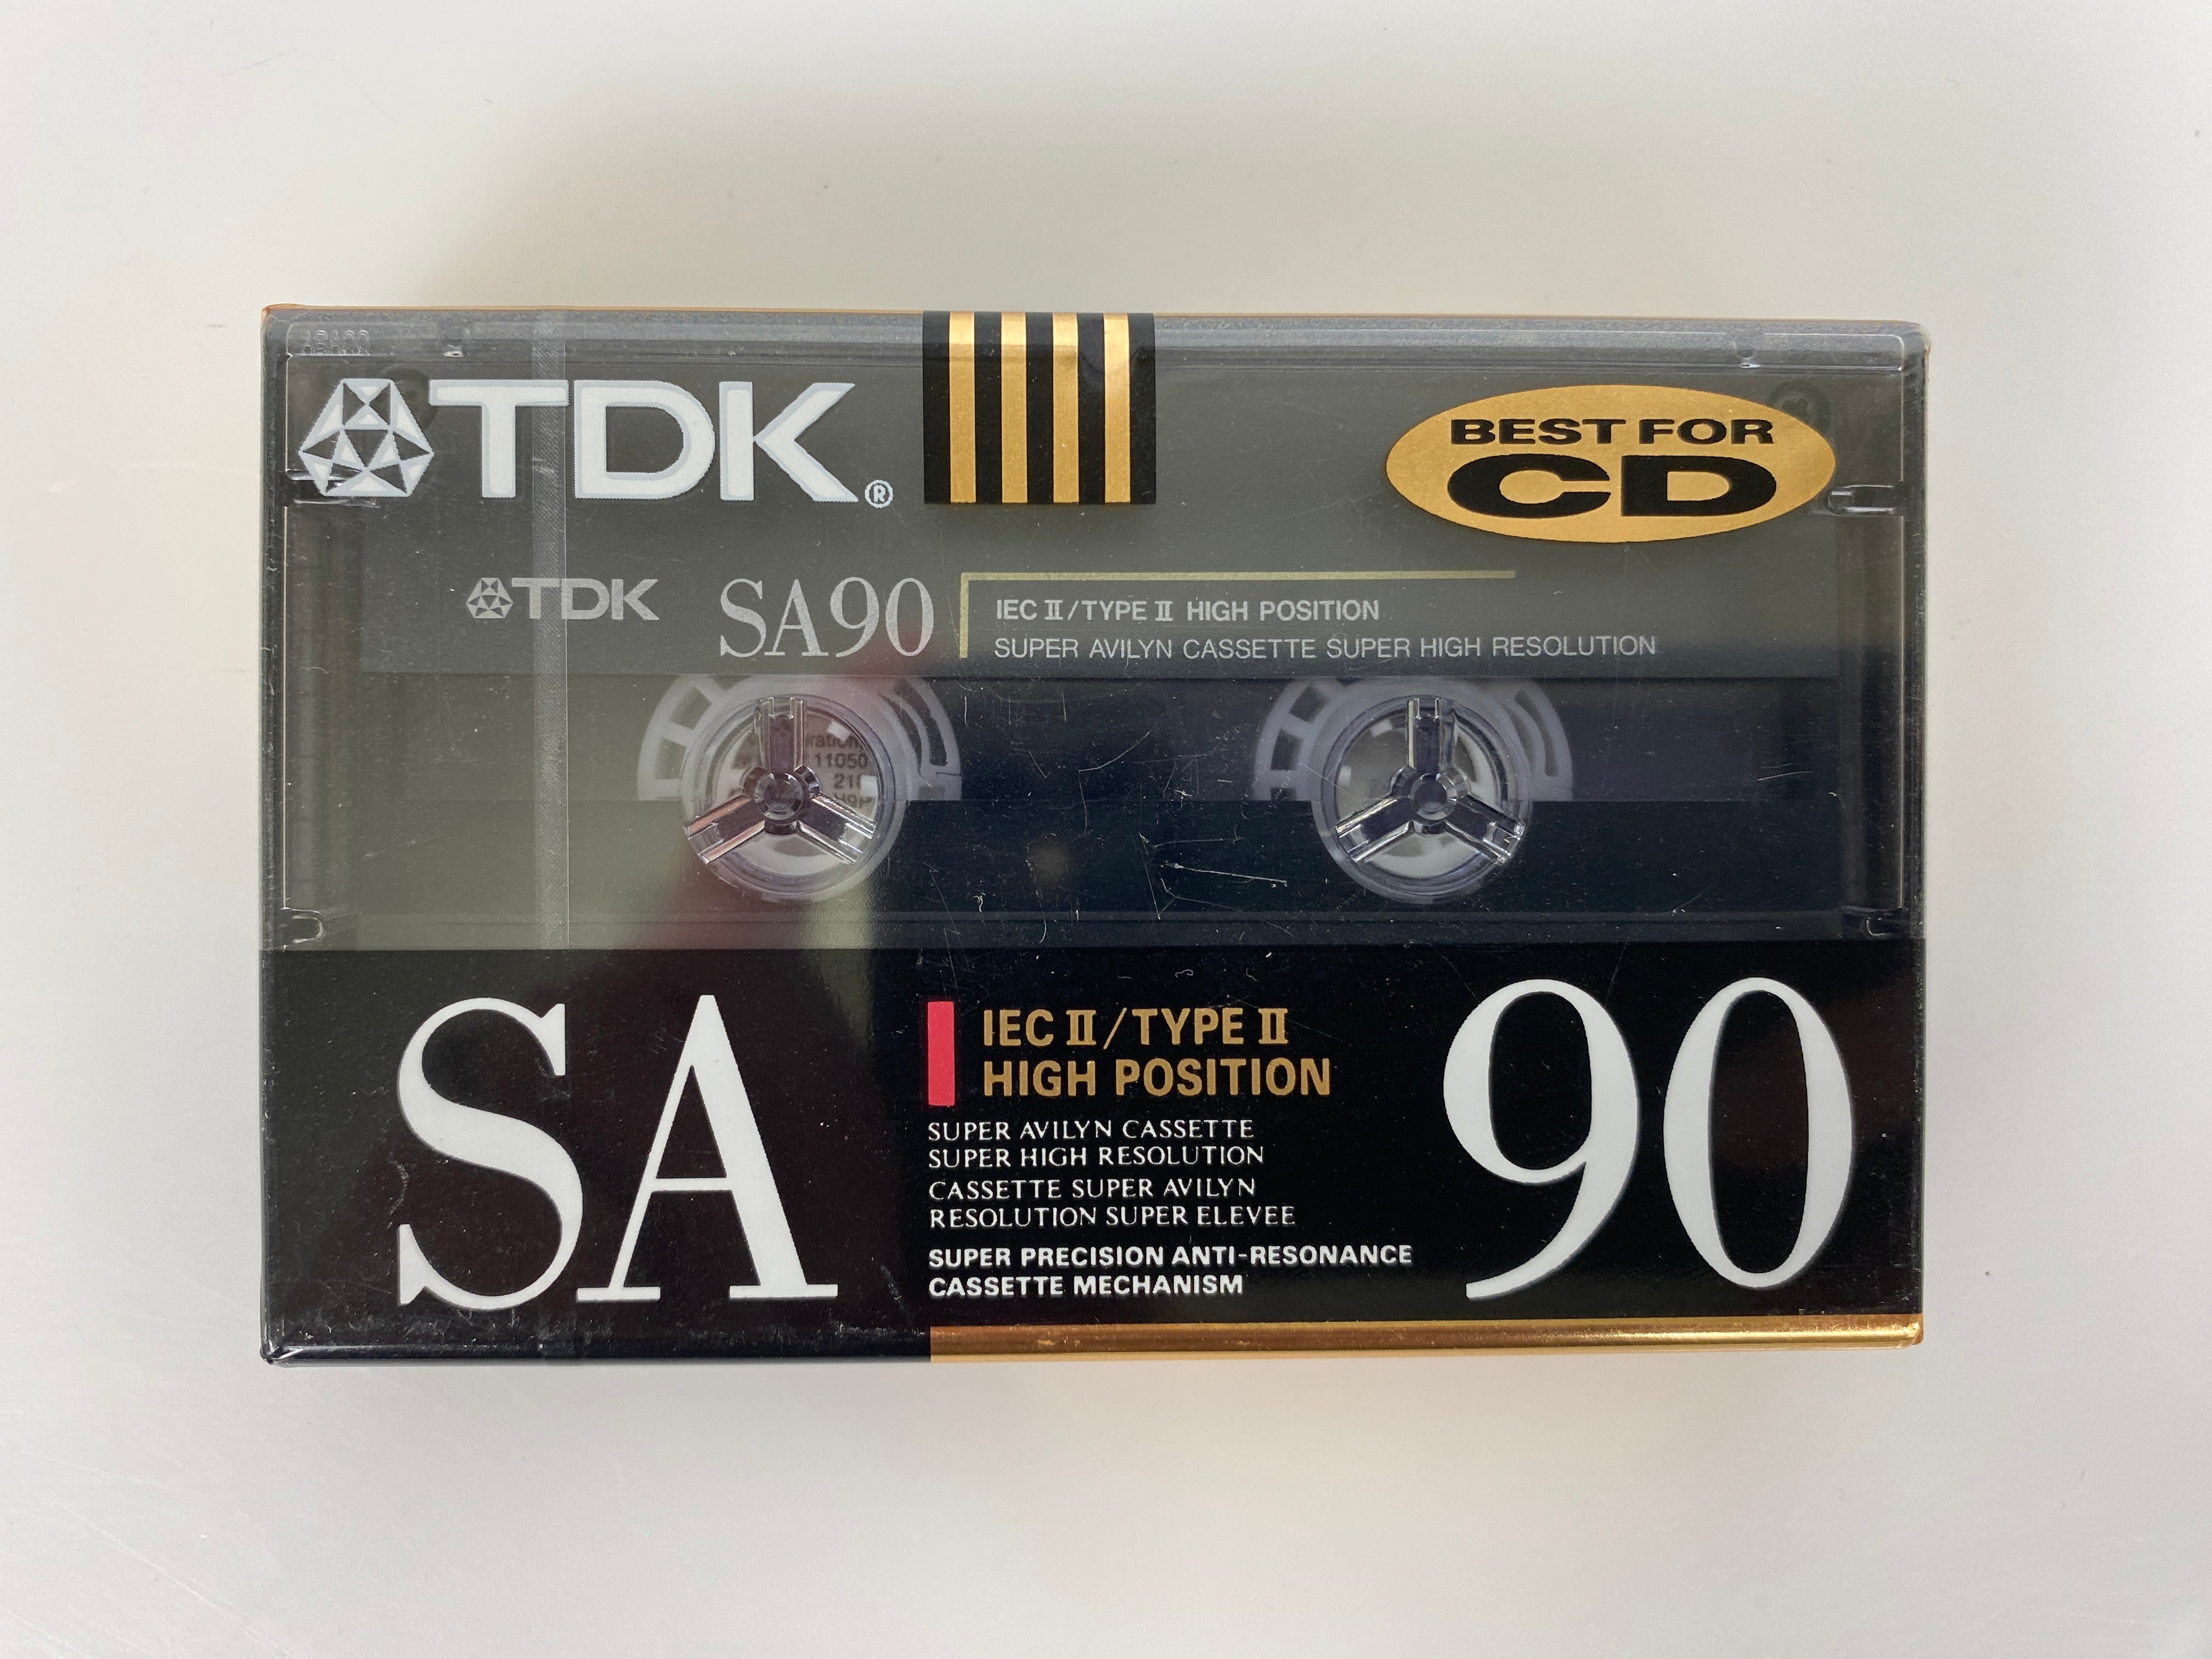 TDK®
BEST FOR
CD
TDK SA90
IEC II/TYPE II HIGH POSITION
SUPER AVILYN CASSETTE SUPER HIGH RESOLUTION
11050
SA
IEC II/TYPE II
HIGH POSITION
SUPER AVILYN CASSETTE
SUPER HIGH RESOLUTION
CASSETTE SUPER AVILYN
RESOLUTION SUPER ELEVEE
SUPER PRECISION ANTI-RESONANCE
CASSETTE MECHANISM
90